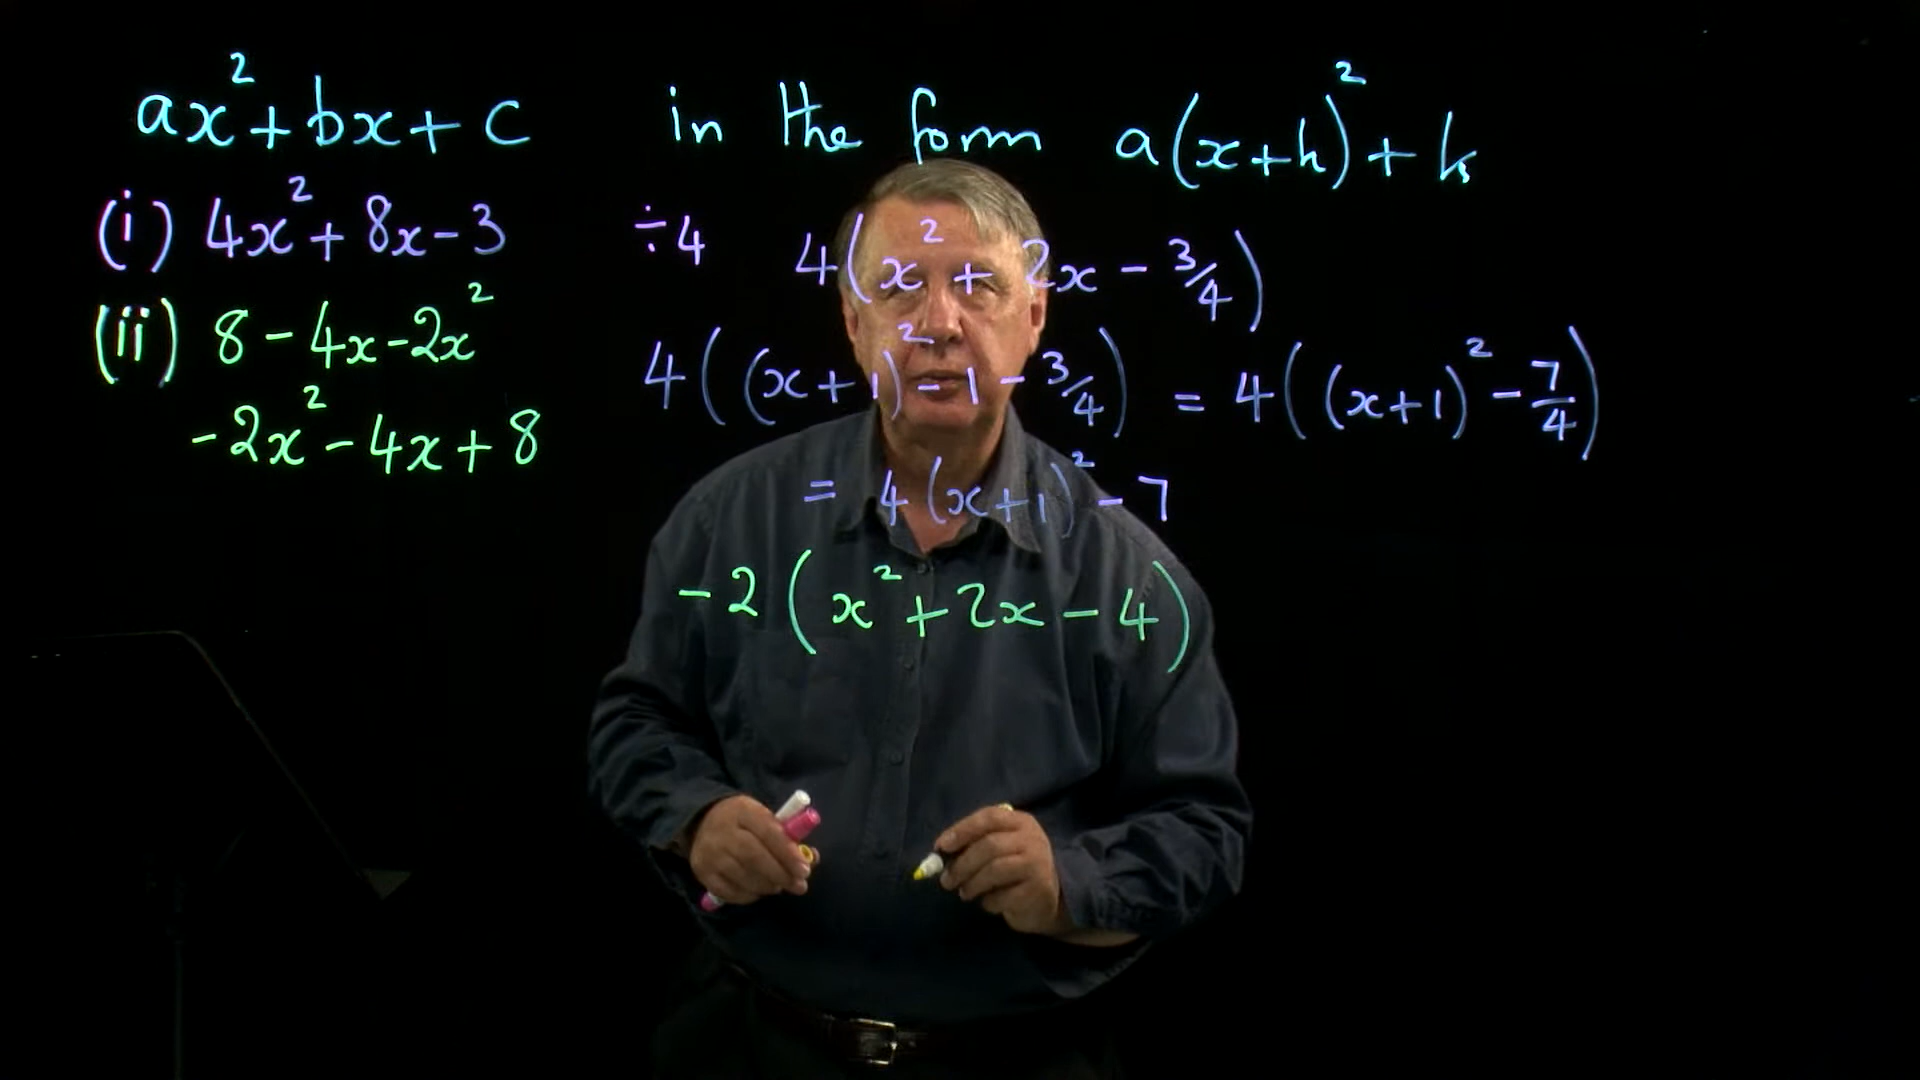 ax²+bx+c in the form a(x+h)²+k
(i) 4x²+8x-3 ÷4 4(x²+2x-3/4)
(ii) 8-4x-2x² 4((x+1)²-1-3/4) = 4((x+1)²-7/4)
-2x²-4x+8
= 4(x+1)²-7
-2(x²+2x-4)